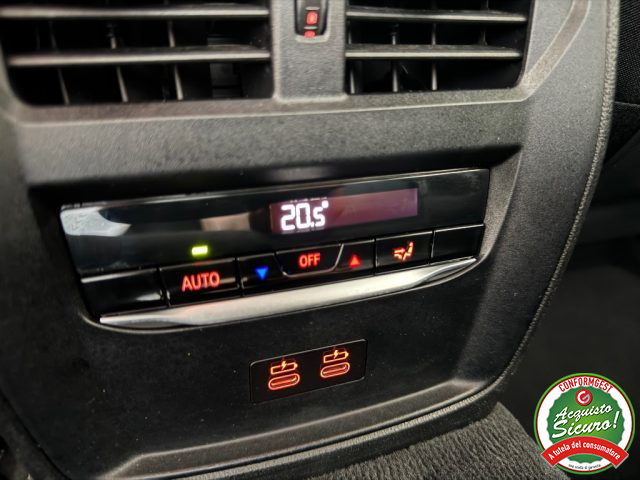 20.5°
AUTO
OFF
CONFORMGEST
Acquisto
Sicuro!
A tutela del consumatore